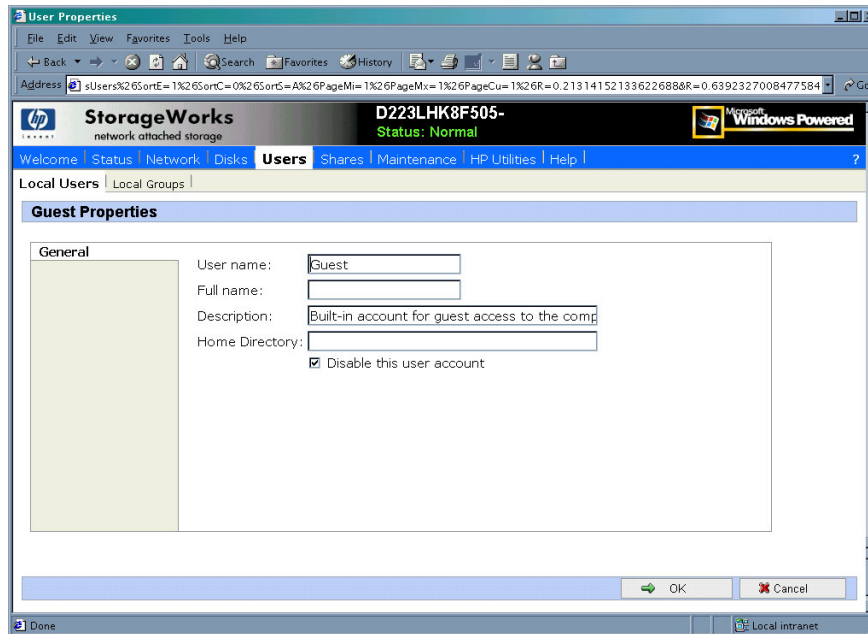 User Properties
File Edit View Favorites Tools Help
Back Search Favorites History
Address sUsers%26SortE=1%26SortC=0%26SortS=A%26PageMi=1%26PageMx=1%26PageCu=1%26R=0.21314152133622688&R=0.6392327008477584 Go
hp
invent
StorageWorks
network attached storage
D223LHK8F505-
Status: Normal
Microsoft
Windows Powered
Welcome Status Network Disks Users Shares Maintenance HP Utilities Help ?
Local Users Local Groups
Guest Properties
General
User name: Guest
Full name:
Description: Built-in account for guest access to the comp
Home Directory:
Disable this user account
OK Cancel
Done Local intranet